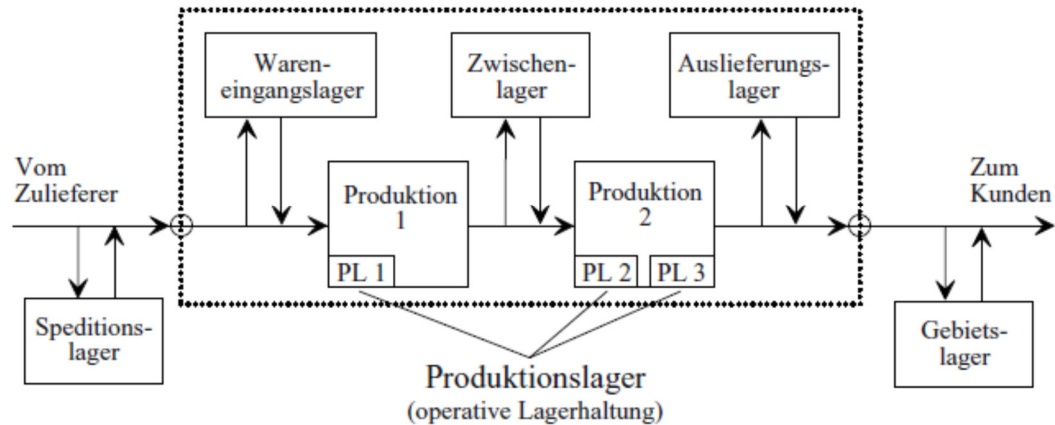 Waren-
eingangslager
Zwischen-
lager
Auslieferungs-
lager
Vom
Zulieferer
Produktion
1
Produktion
2
Zum
Kunden
PL 1
PL 2
PL 3
Speditions-
lager
Gebiets-
lager
Produktionslager
(operative Lagerhaltung)